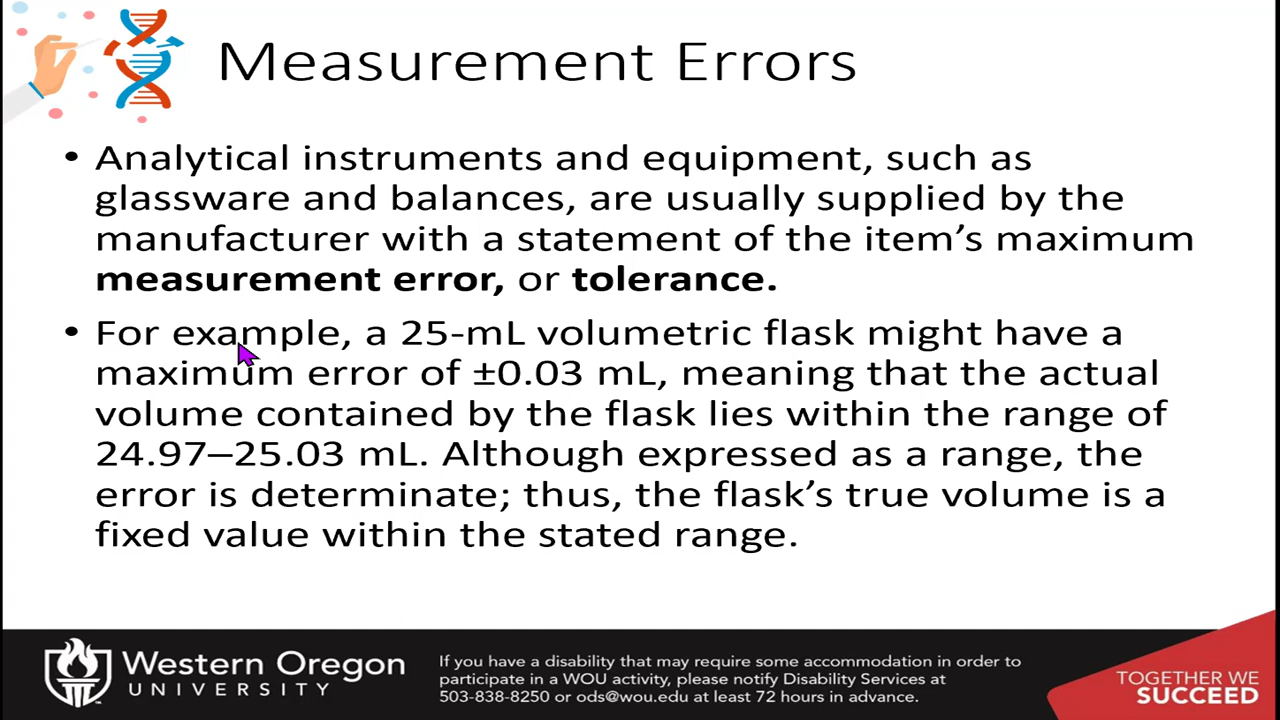 Measurement Errors
• Analytical instruments and equipment, such as
glassware and balances, are usually supplied by the
manufacturer with a statement of the item’s maximum
measurement error, or tolerance.
• For example, a 25-mL volumetric flask might have a
maximum error of ±0.03 mL, meaning that the actual
volume contained by the flask lies within the range of
24.97–25.03 mL. Although expressed as a range, the
error is determinate; thus, the flask’s true volume is a
fixed value within the stated range.
Western Oregon
UNIVERSITY
If you have a disability that may require some accommodation in order to
participate in a WOU activity, please notify Disability Services at
503-838-8250 or ods@wou.edu at least 72 hours in advance.
TOGETHER WE
SUCCEED